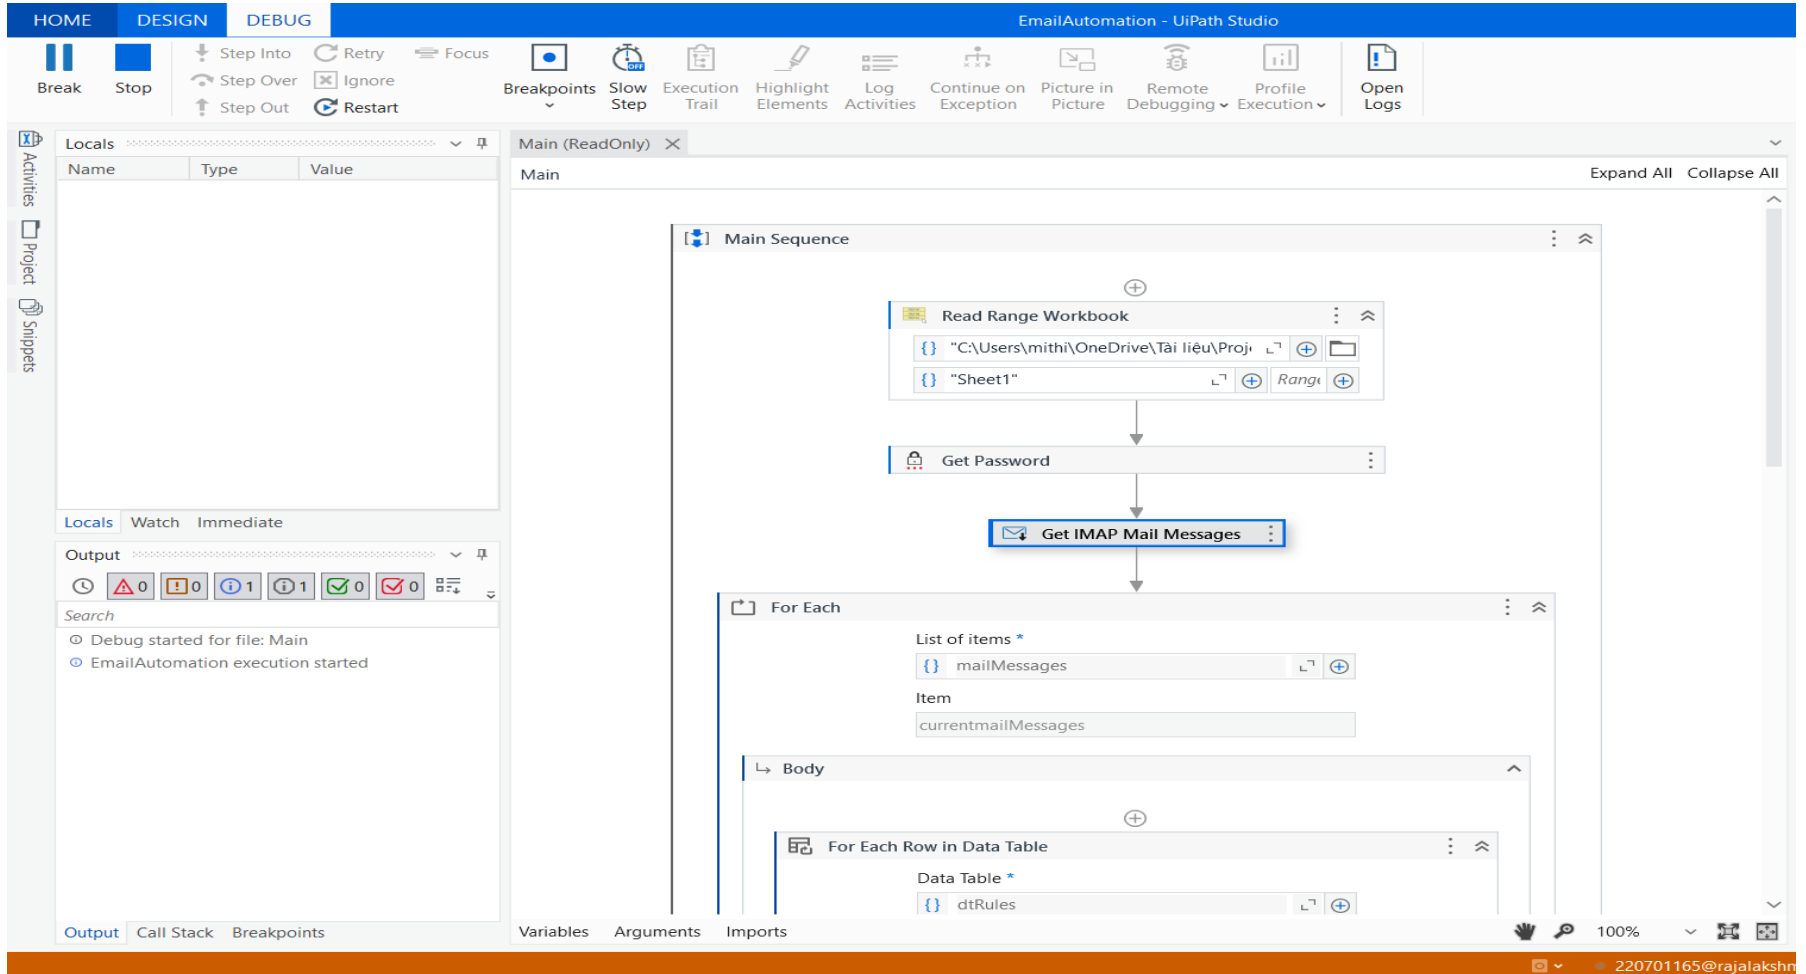 HOME DESIGN DEBUG EmailAutomation - UiPath Studio
Break Stop Step Into Retry Focus
Step Over Ignore
Step Out Restart
Breakpoints Slow Step Execution Trail Highlight Elements Log Activities Continue on Exception Picture in Picture Remote Debugging Profile Execution Open Logs
OFF
Activities
Project
Snippets
Locals
Name Type Value
Locals Watch Immediate
Output
0 0 1 1 0 0
Search
Debug started for file: Main
EmailAutomation execution started
Output Call Stack Breakpoints
Main (ReadOnly)
Main Expand All Collapse All
Main Sequence
Read Range Workbook
{} "C:\Users\mithi\OneDrive\Tài liệu\Proj
{} "Sheet1" Range
Get Password
Get IMAP Mail Messages
For Each
List of items *
{} mailMessages
Item
currentmailMessages
Body
For Each Row in Data Table
Data Table *
{} dtRules
Variables Arguments Imports 100%
220701165@rajalakshm